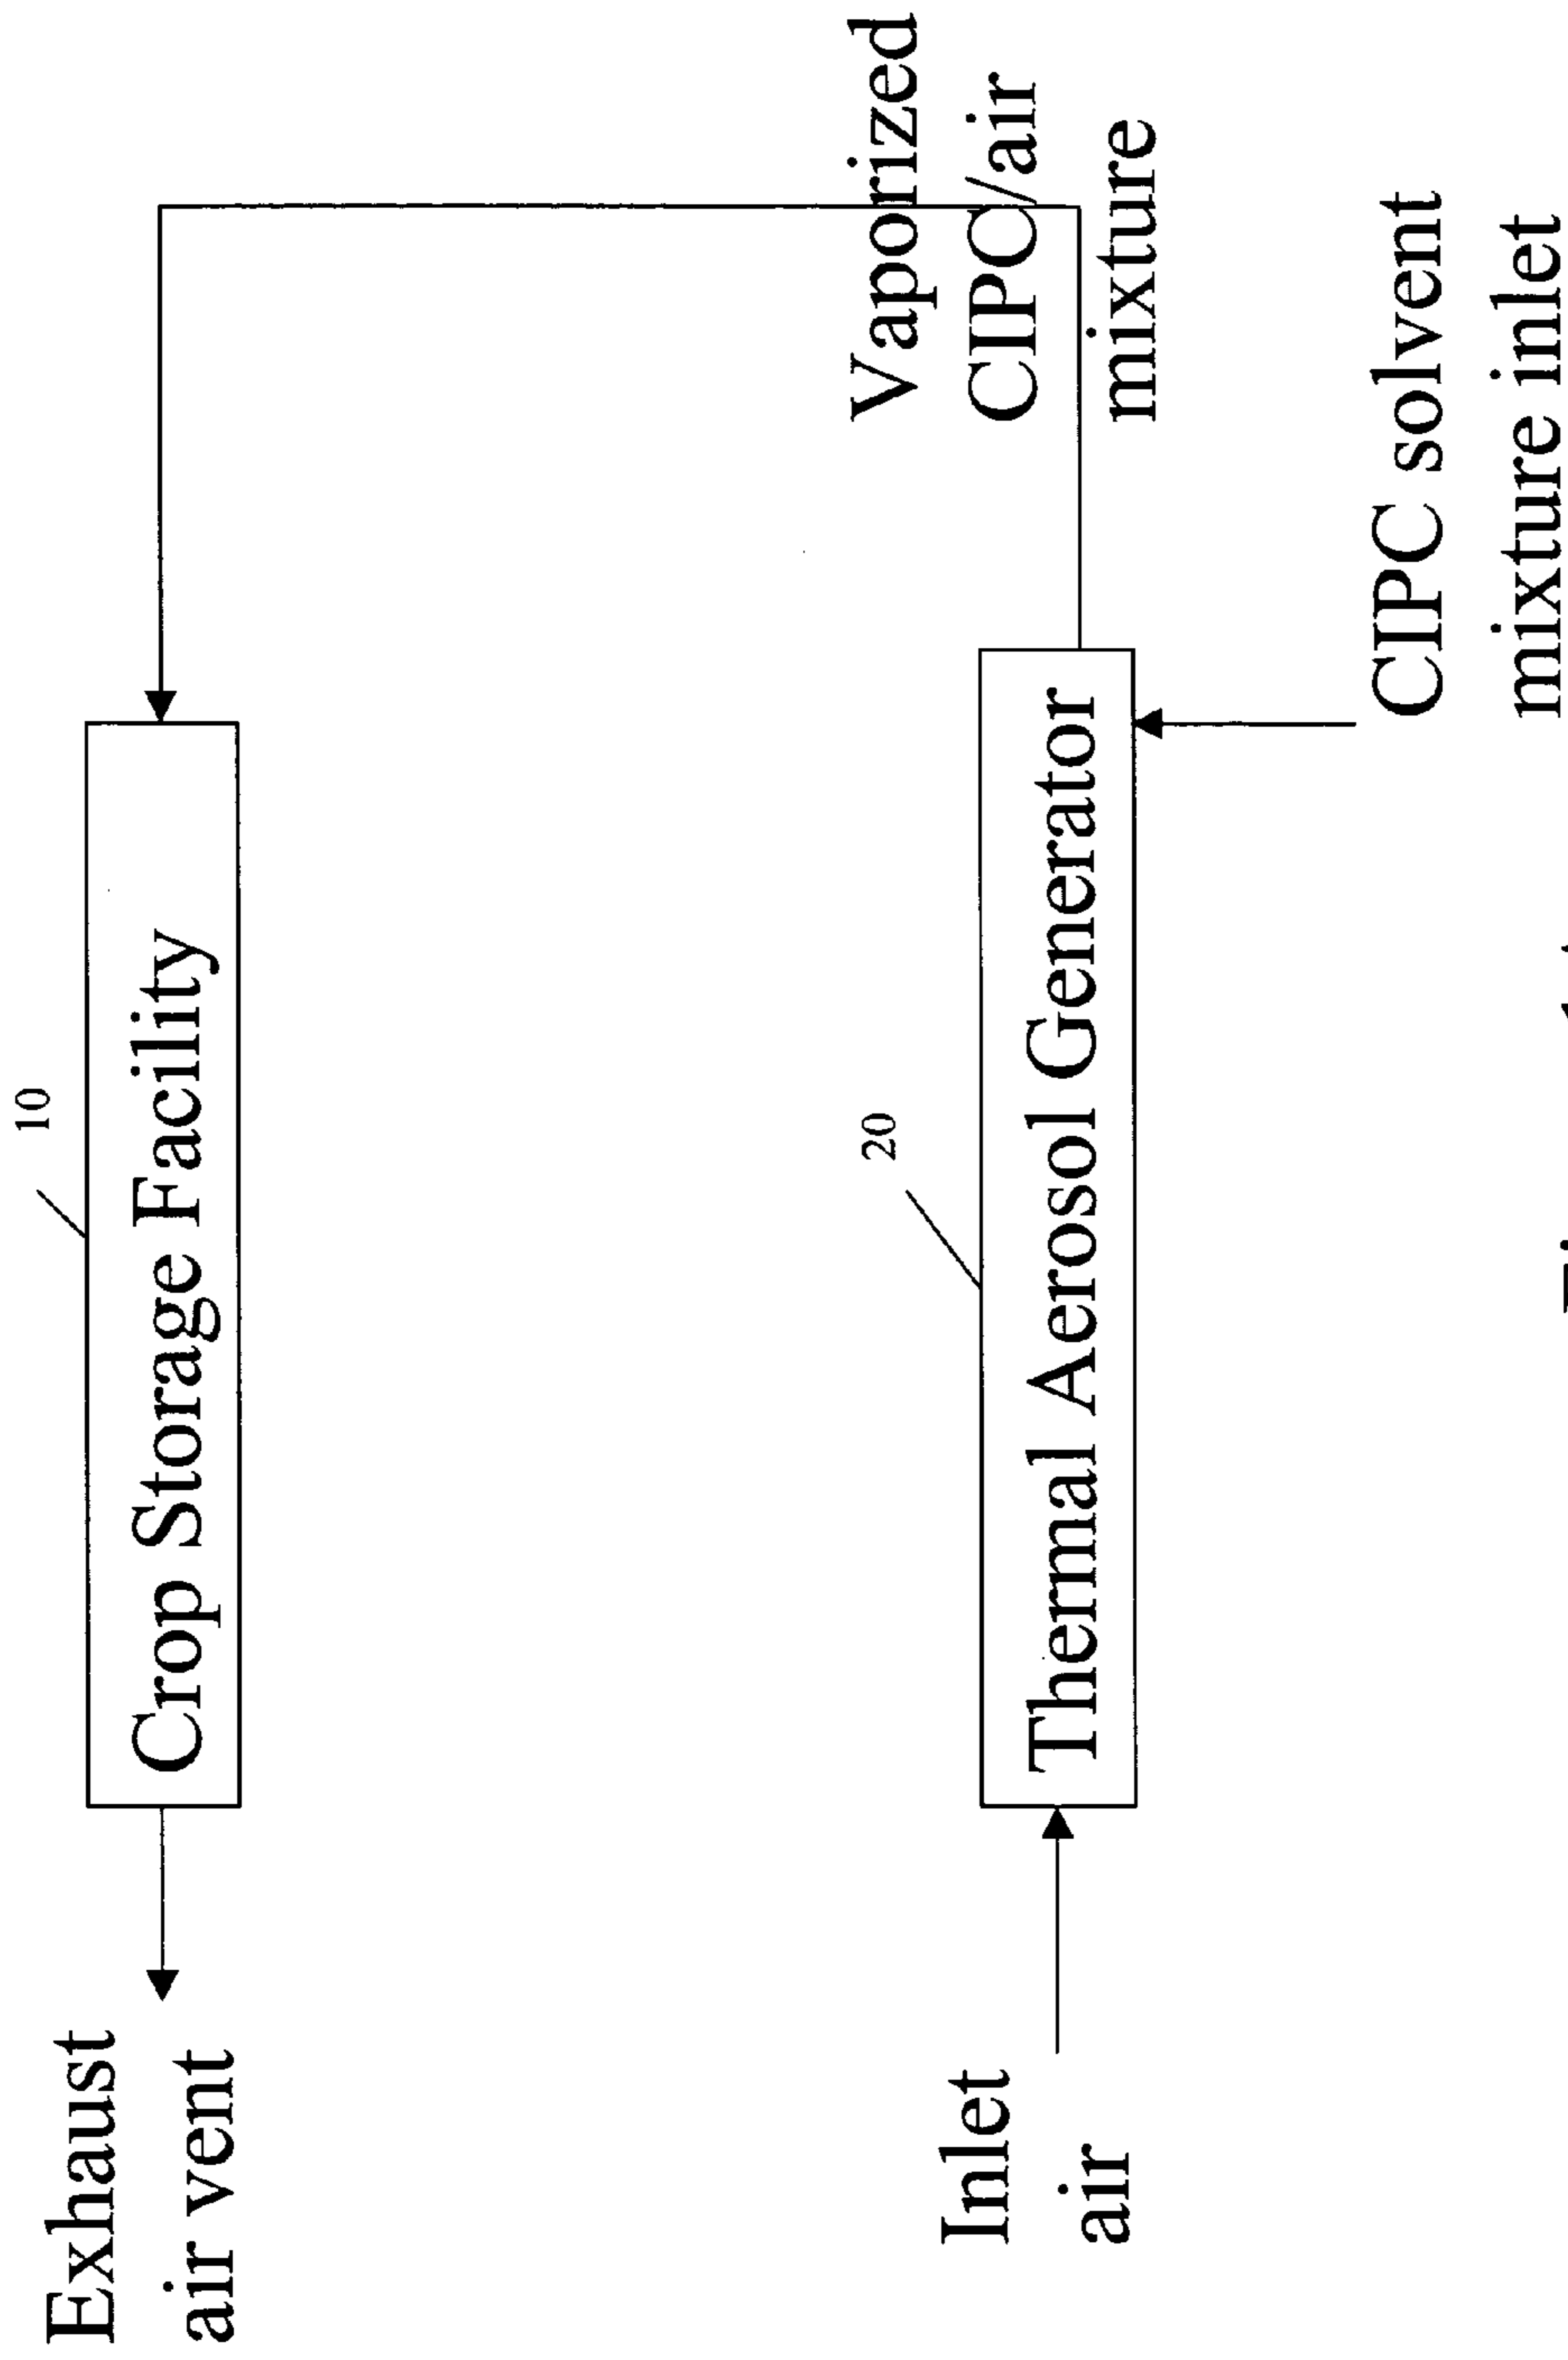 10
Crop Storage Facility
Exhaust
air vent
Vaporized
CIPC/air
mixture
20
Thermal Aerosol Generator
Inlet
air
CIPC solvent
mixture inlet